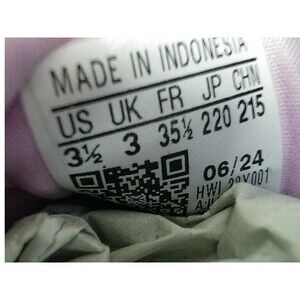 MADE IN INDONESIA
US UK FR JP CHN
3½ 3 35½ 220 215
06/24